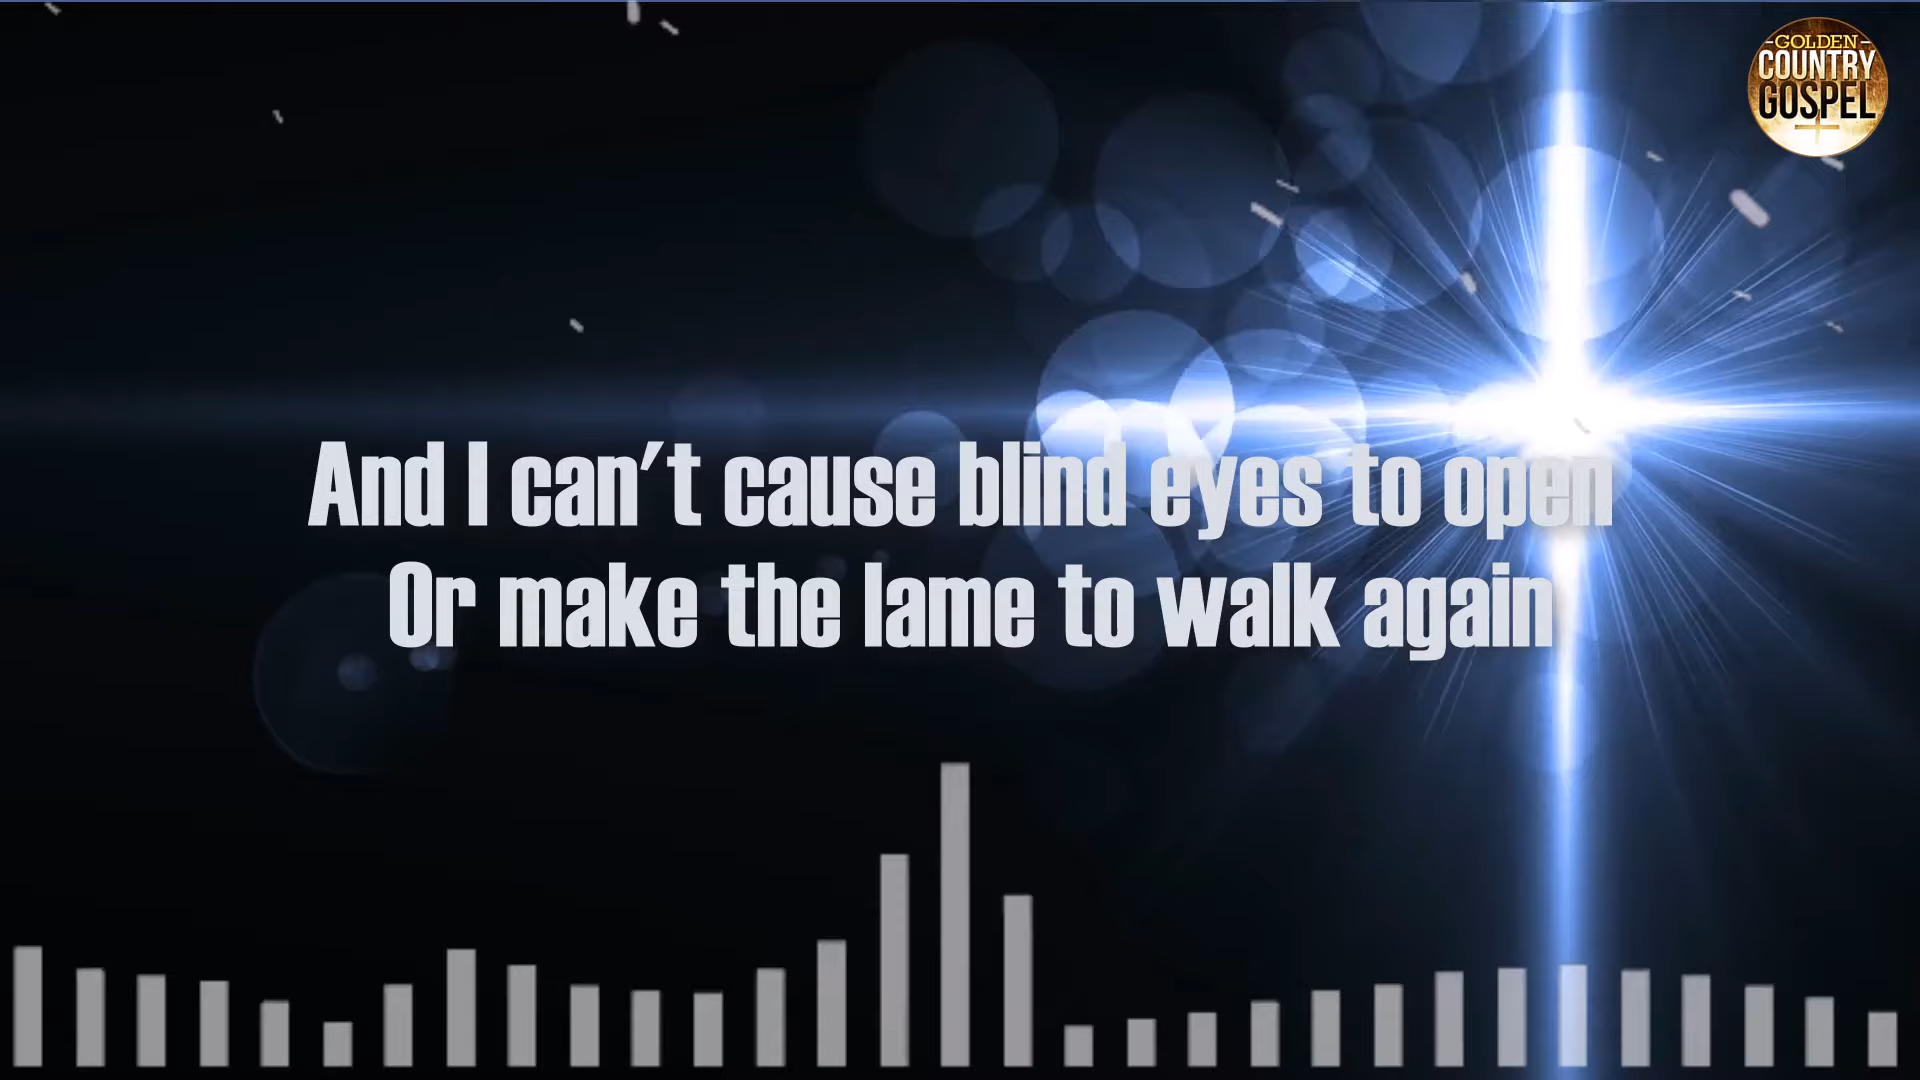 -GOLDEN-
COUNTRY
GOSPEL
And I can't cause blind eyes to open
Or make the lame to walk again